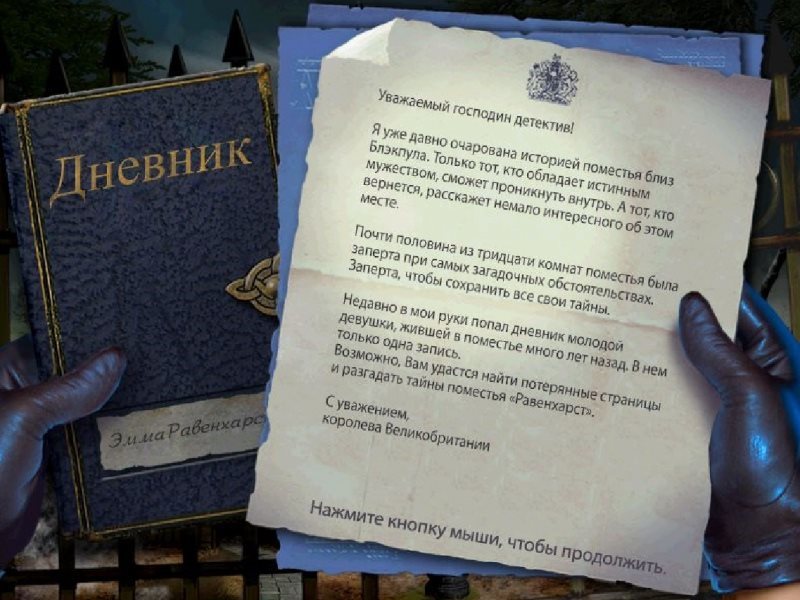 Дневник
Эмма Равенхарст
Уважаемый господин детектив!
Я уже давно очарована историей поместья близ
Блэкпула. Только тот, кто обладает истинным
мужеством, сможет проникнуть внутрь. А тот, кто
вернется, расскажет немало интересного об этом
месте.
Почти половина из тридцати комнат поместья была
заперта при самых загадочных обстоятельствах.
Заперта, чтобы сохранить все свои тайны.
Недавно в мои руки попал дневник молодой
девушки, жившей в поместье много лет назад. В нем
только одна запись.
Возможно, Вам удастся найти потерянные страницы
и разгадать тайны поместья «Равенхарст».
С уважением,
королева Великобритании
Нажмите кнопку мыши, чтобы продолжить.